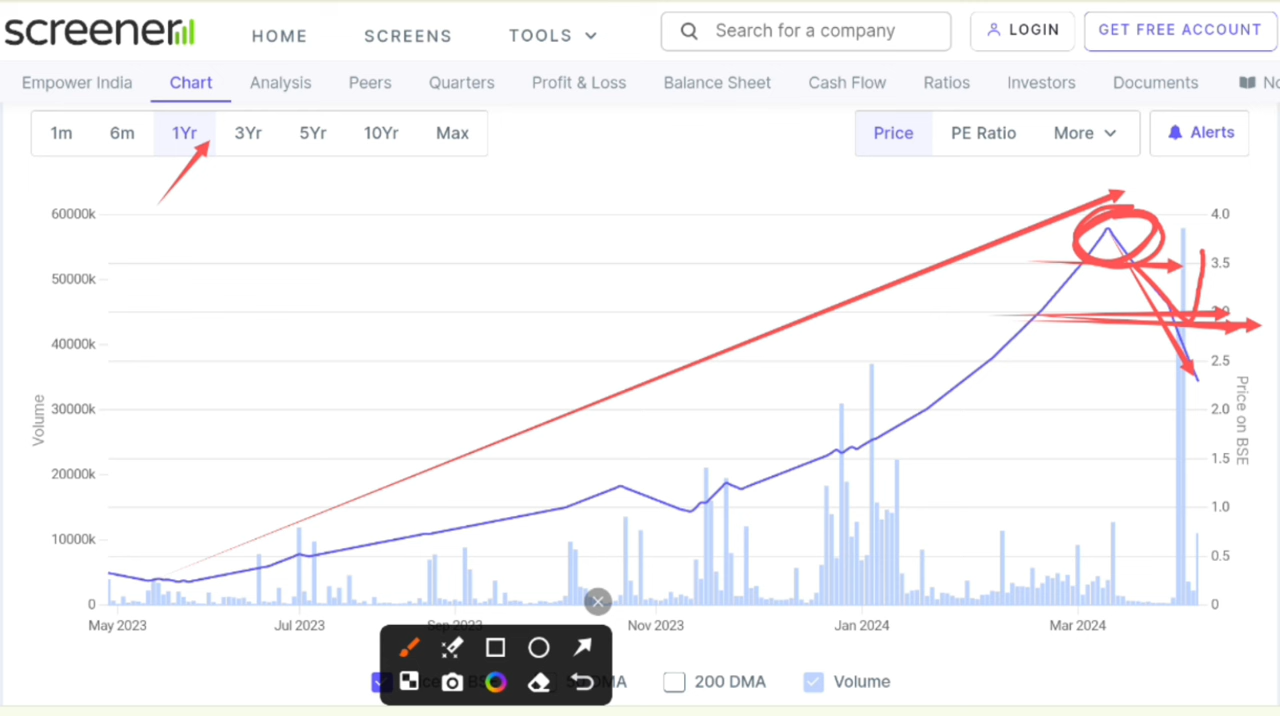 screener
HOME SCREENS TOOLS
Search for a company
LOGIN
GET FREE ACCOUNT
Empower India Chart Analysis Peers Quarters Profit & Loss Balance Sheet Cash Flow Ratios Investors Documents
1m 6m 1Yr 3Yr 5Yr 10Yr Max
Price PE Ratio More
Alerts
60000k
50000k
40000k
30000k
20000k
10000k
0
Volume
4.0
3.5
2.5
2.0
1.5
1.0
0.5
0
Price on BSE
May 2023 Jul 2023 Sep 2023 Nov 2023 Jan 2024 Mar 2024
200 DMA Volume